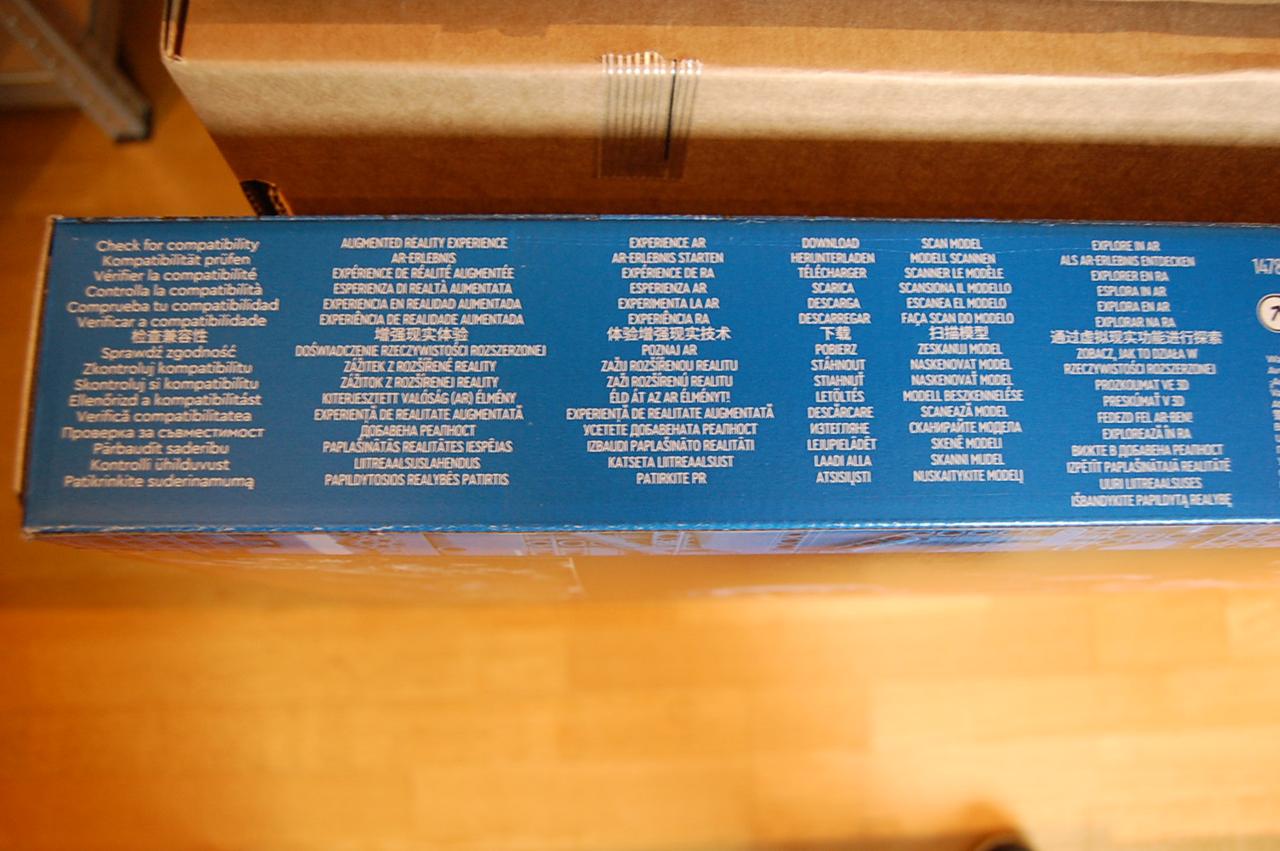 Check for compatibility
Kompatibilität prüfen
Vérifier la compatibilité
Controlla la compatibilità
Comprueba tu compatibilidad
Verificar a compatibilidade
检查兼容性
Sprawdź zgodność
Zkontroluj kompatibilitu
Skontroluj si kompatibilitu
Ellenőrizd a kompatibilitást
Verifică compatibilitatea
Проверка за съвместимост
Pārbaudīt saderību
Kontrolli ühilduvust
Patikrinkite suderinamumą
AUGMENTED REALITY EXPERIENCE
AR-ERLEBNIS
EXPÉRIENCE DE RÉALITÉ AUGMENTÉE
ESPERIENZA DI REALTÀ AUMENTATA
EXPERIENCIA EN REALIDAD AUMENTADA
EXPERIÊNCIA DE REALIDADE AUMENTADA
增强现实体验
DOŚWIADCZENIE RZECZYWISTOŚCI ROZSZERZONEJ
ZÁŽITEK Z ROZŠÍŘENÉ REALITY
ZÁŽITOK Z ROZŠÍRENEJ REALITY
KITERJESZTETT VALÓSÁG (AR) ÉLMÉNY
EXPERIENȚĂ DE REALITATE AUGMENTATĂ
ДОБАВЕНА РЕАЛНОСТ
PAPLAŠINĀTĀS REALITĀTES IESPĒJAS
LIITREAALSUSLAHENDUS
PAPILDYTOSIOS REALYBĖS PATIRTIS
EXPERIENCE AR
AR-ERLEBNIS STARTEN
EXPÉRIENCE DE RA
ESPERIENZA AR
EXPERIMENTA LA AR
EXPERIÊNCIA RA
体验增强现实技术
POZNAJ AR
ZAŽIJ ROZŠÍŘENOU REALITU
ZAŽI ROZŠÍRENÚ REALITU
ÉLD ÁT AZ AR ÉLMÉNYT!
EXPERIENȚĂ DE REALITATE AUGMENTATĂ
УСЕТЕТЕ ДОБАВЕНАТА РЕАЛНОСТ
IZBAUDI PAPLAŠINĀTO REALITĀTI
KATSETA LIITREAALSUST
PATIRKITE PR
DOWNLOAD
HERUNTERLADEN
TÉLÉCHARGER
SCARICA
DESCARGA
DESCARREGAR
下载
POBIERZ
STÁHNOUT
STIAHNUŤ
LETÖLTÉS
DESCĂRCARE
ИЗТЕГЛЯНЕ
LEJUPIELĀDĒT
LAADI ALLA
ATSISIŲSTI
SCAN MODEL
MODELL SCANNEN
SCANNER LE MODÈLE
SCANSIONA IL MODELLO
ESCANEA EL MODELO
FAÇA SCAN DO MODELO
扫描模型
ZESKANUJ MODEL
NASKENOVAT MODEL
NASKENOVAŤ MODEL
MODELL BESZKENNELÉSE
SCANEAZĂ MODEL
СКАНИРАЙТЕ МОДЕЛА
SKENĒ MODELI
SKANNI MUDEL
NUSKAITYKITE MODELĮ
EXPLORE IN AR
ALS AR-ERLEBNIS ENTDECKEN
EXPLORER EN RA
ESPLORA IN AR
EXPLORA EN AR
EXPLORAR NA RA
通过虚拟现实功能进行探索
ZOBACZ, JAK TO DZIAŁA W
RZECZYWISTOŚCI ROZSZERZONEJ
PROZKOUMAT VE 3D
PRESKÚMAŤ V 3D
FEDEZD FEL AR-BEN!
EXPLOREAZĂ ÎN RA
ВИЖТЕ В ДОБАВЕНА РЕАЛНОСТ
IZPĒTĪT PAPLAŠINĀTAJĀ REALITĀTĒ
UURI LIITREAALSUSES
IŠBANDYKITE PAPILDYTĄ REALYBĘ